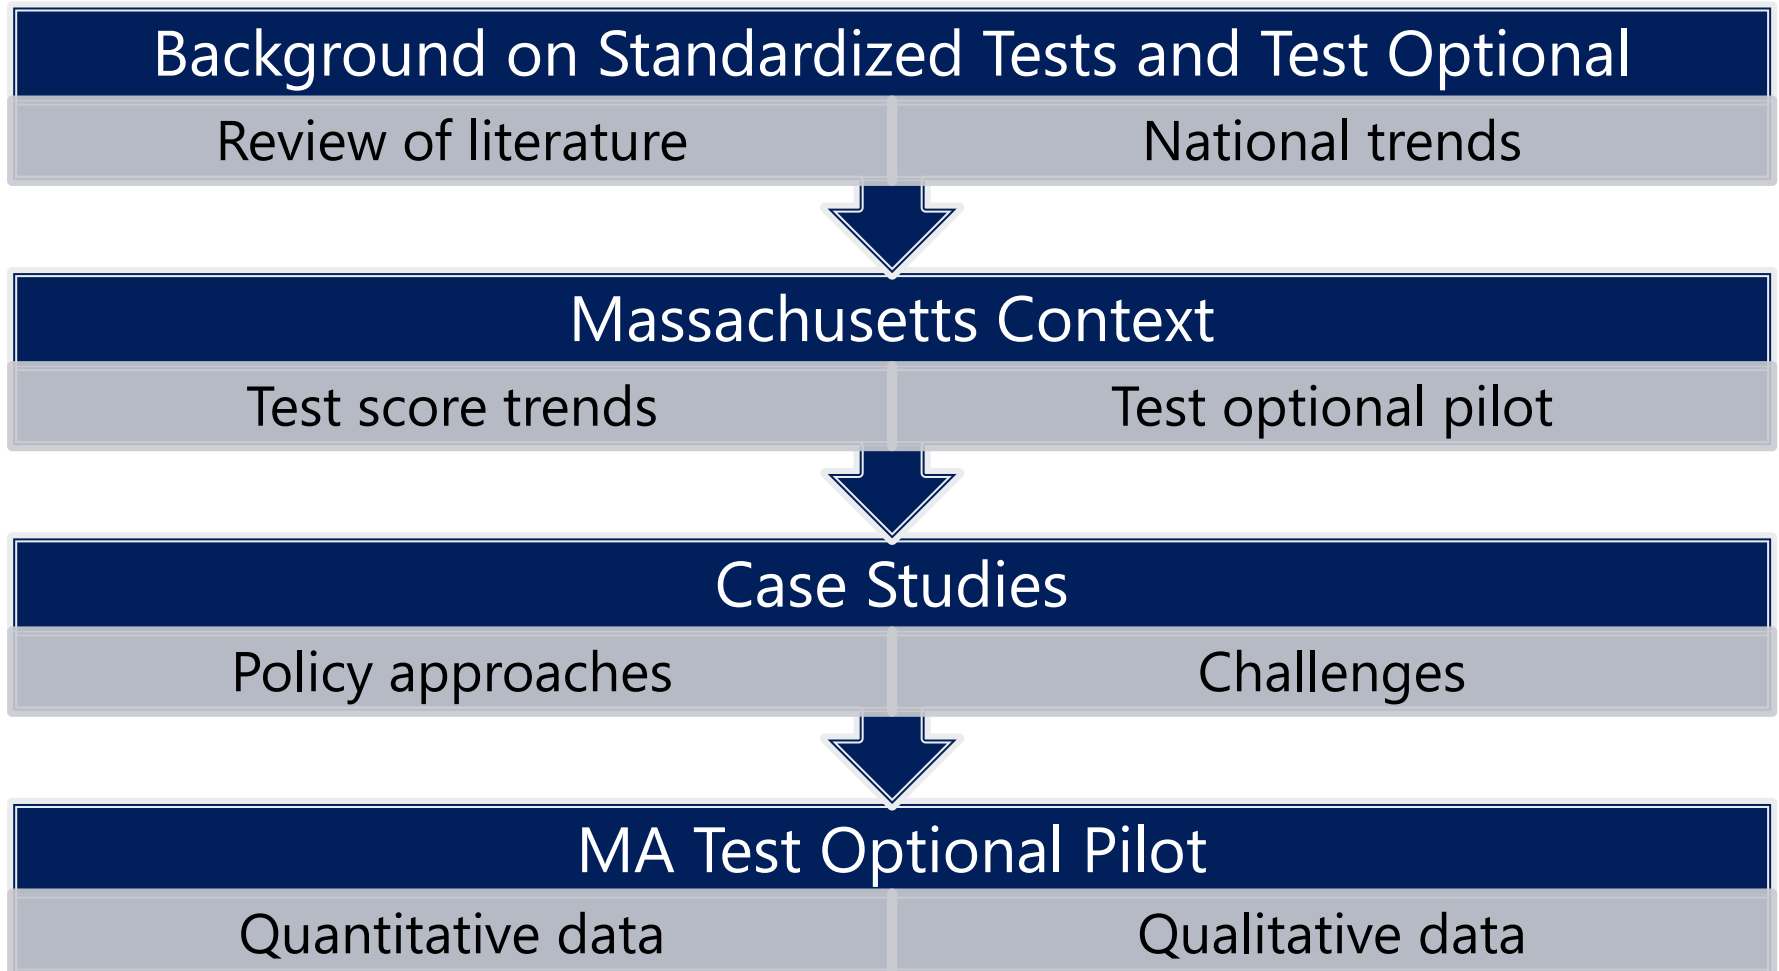 Background on Standardized Tests and Test Optional
Review of literature
National trends
Massachusetts Context
Test score trends
Test optional pilot
Case Studies
Policy approaches
Challenges
MA Test Optional Pilot
Quantitative data
Qualitative data